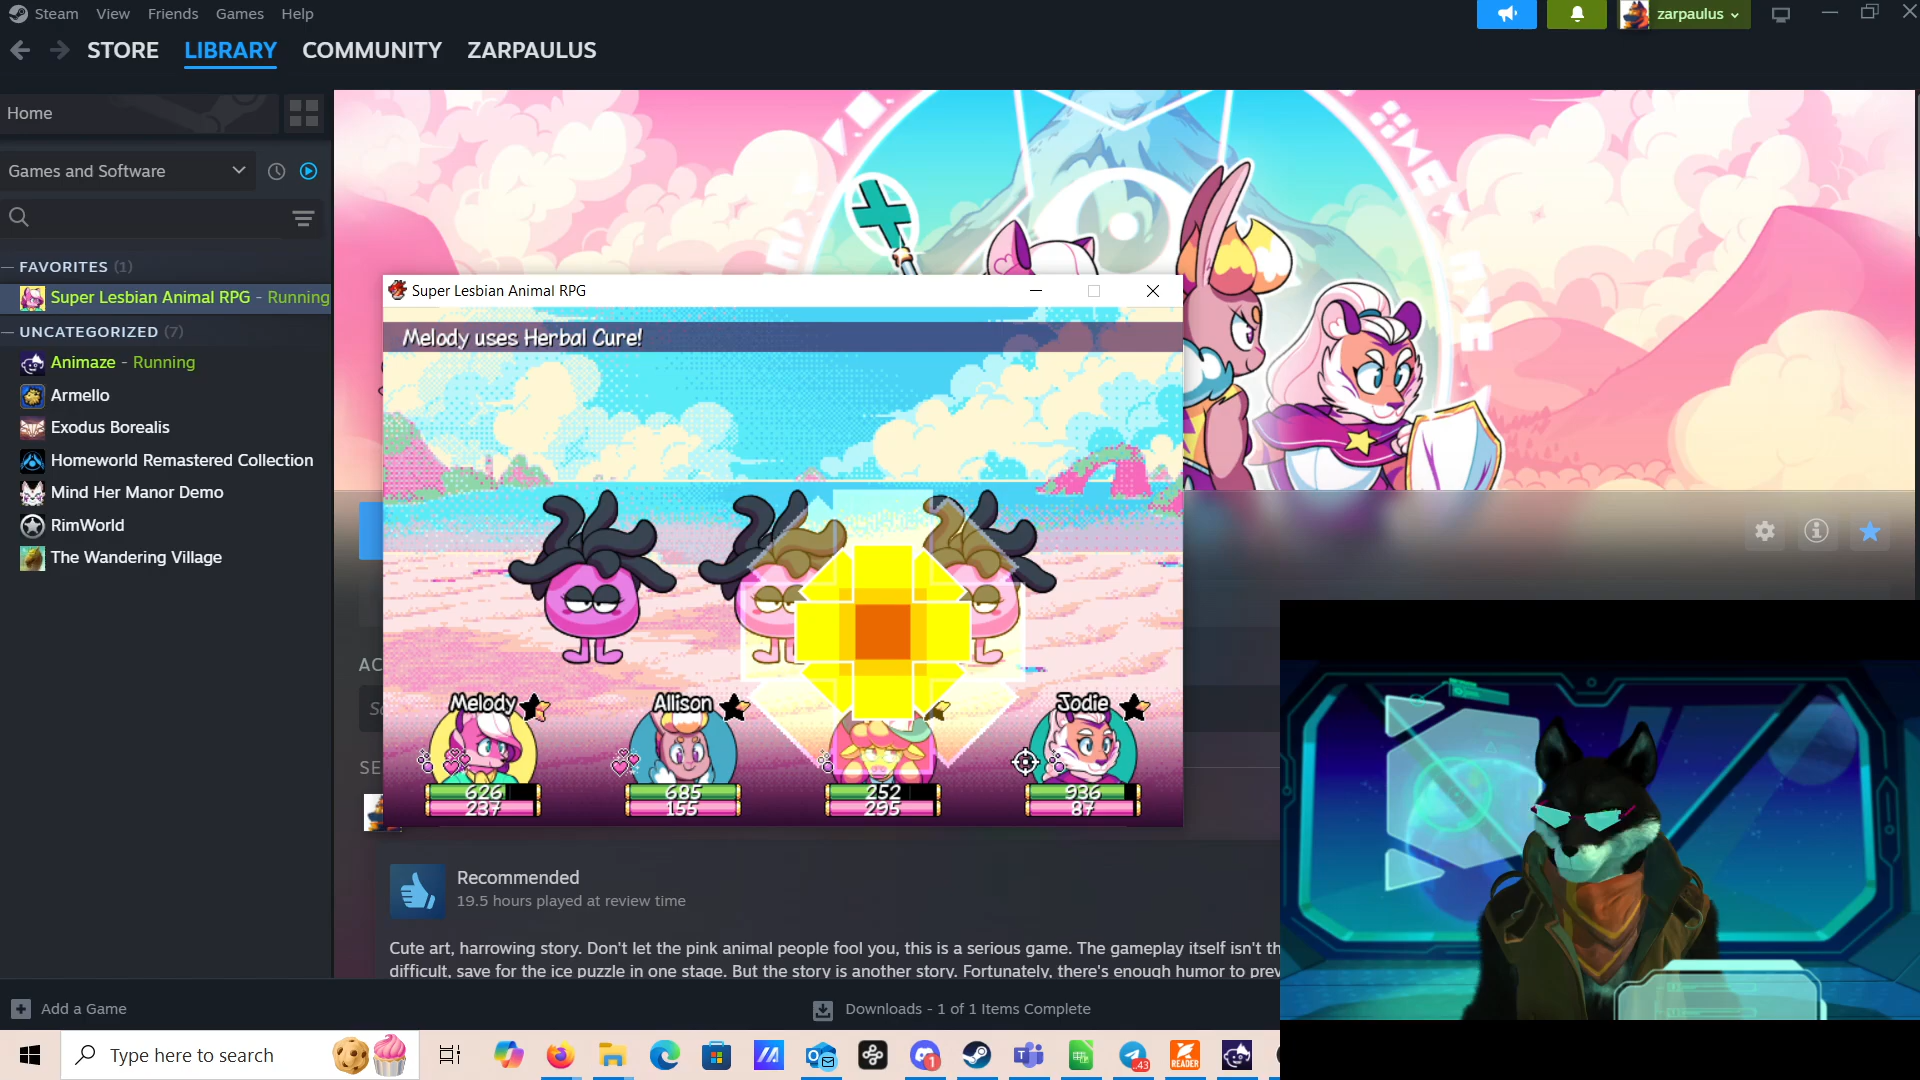 Steam View Friends Games Help
zarpaulus
STORE LIBRARY COMMUNITY ZARPAULUS
Home
Games and Software
FAVORITES (1)
Super Lesbian Animal RPG - Running
UNCATEGORIZED (7)
Animaze - Running
Armello
Exodus Borealis
Homeworld Remastered Collection
Mind Her Manor Demo
RimWorld
The Wandering Village
Super Lesbian Animal RPG
Melody uses Herbal Cure!
Melody Allison Jodie
626 685 252 936
237 155 295 87
AC
SE
Recommended
19.5 hours played at review time
Cute art, harrowing story. Don't let the pink animal people fool you, this is a serious game. The gameplay itself isn't th
difficult, save for the ice puzzle in one stage. But the story is another story. Fortunately, there's enough humor to prev
Add a Game
Downloads - 1 of 1 Items Complete
Type here to search
1
.43
READER